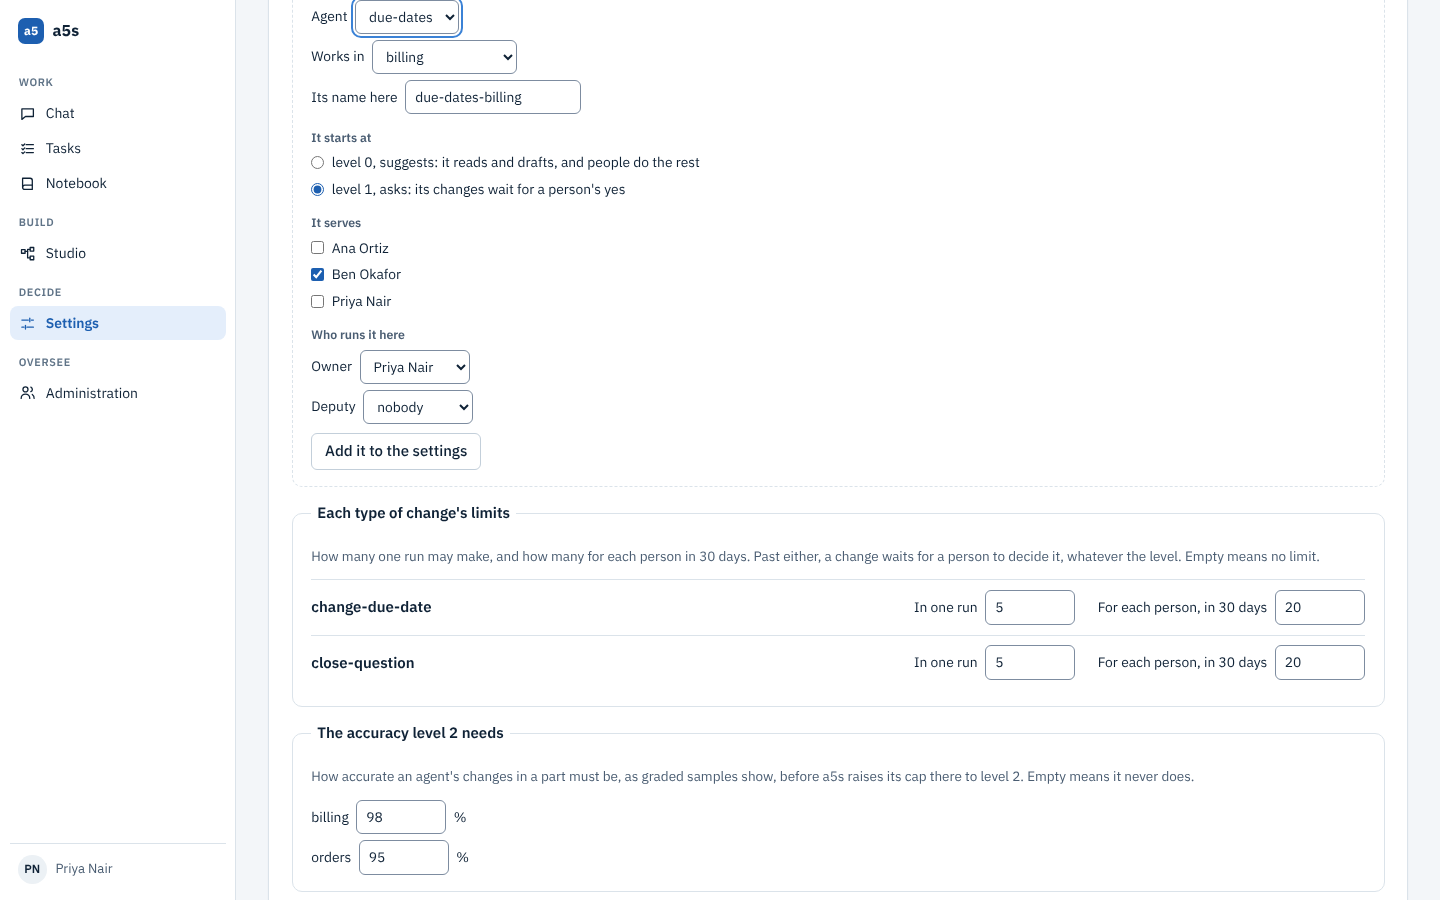 a5 a5s
WORK
Chat
Tasks
Notebook
BUILD
Studio
DECIDE
Settings
OVERSEE
Administration
PN Priya Nair
Agent due-dates
Works in billing
Its name here due-dates-billing
It starts at
level 0, suggests: it reads and drafts, and people do the rest
level 1, asks: its changes wait for a person's yes
It serves
Ana Ortiz
Ben Okafor
Priya Nair
Who runs it here
Owner Priya Nair
Deputy nobody
Add it to the settings
Each type of change's limits
How many one run may make, and how many for each person in 30 days. Past either, a change waits for a person to decide it, whatever the level. Empty means no limit.
change-due-date In one run 5 For each person, in 30 days 20
close-question In one run 5 For each person, in 30 days 20
The accuracy level 2 needs
How accurate an agent's changes in a part must be, as graded samples show, before a5s raises its cap there to level 2. Empty means it never does.
billing 98 %
orders 95 %